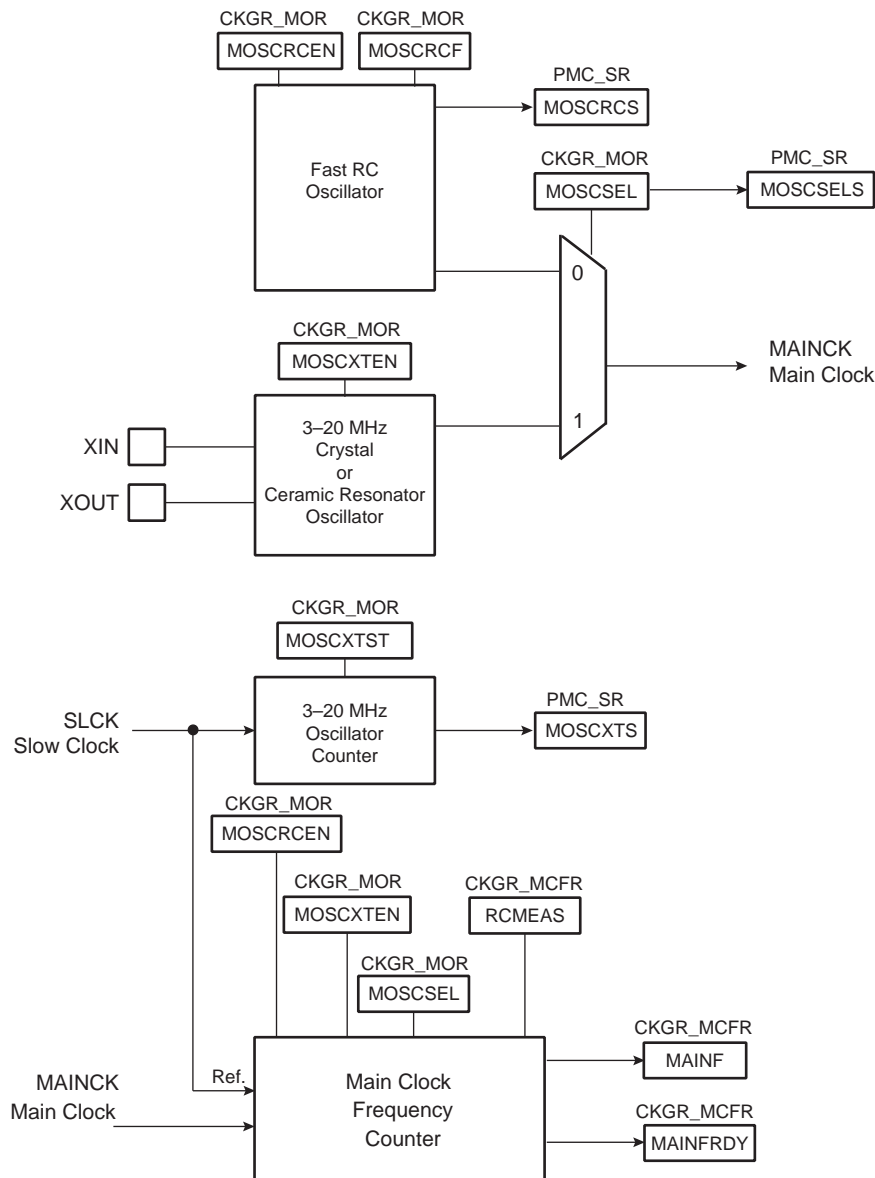 CKGR_MOR CKGR_MOR
MOSCRCEN MOSCRCF
PMC_SR
MOSCRCS
Fast RC
Oscillator
CKGR_MOR
MOSCSEL
PMC_SR
MOSCSELS
0
CKGR_MOR
MOSCXTEN
MAINCK
Main Clock
1
XIN
XOUT
3–20 MHz
Crystal
or
Ceramic Resonator
Oscillator
CKGR_MOR
MOSCXTST
SLCK
Slow Clock
3–20 MHz
Oscillator
Counter
PMC_SR
MOSCXTS
CKGR_MOR
MOSCRCEN
CKGR_MOR
MOSCXTEN
CKGR_MCFR
RCMEAS
CKGR_MOR
MOSCSEL
Ref.
MAINCK
Main Clock
Main Clock
Frequency
Counter
CKGR_MCFR
MAINF
CKGR_MCFR
MAINFRDY